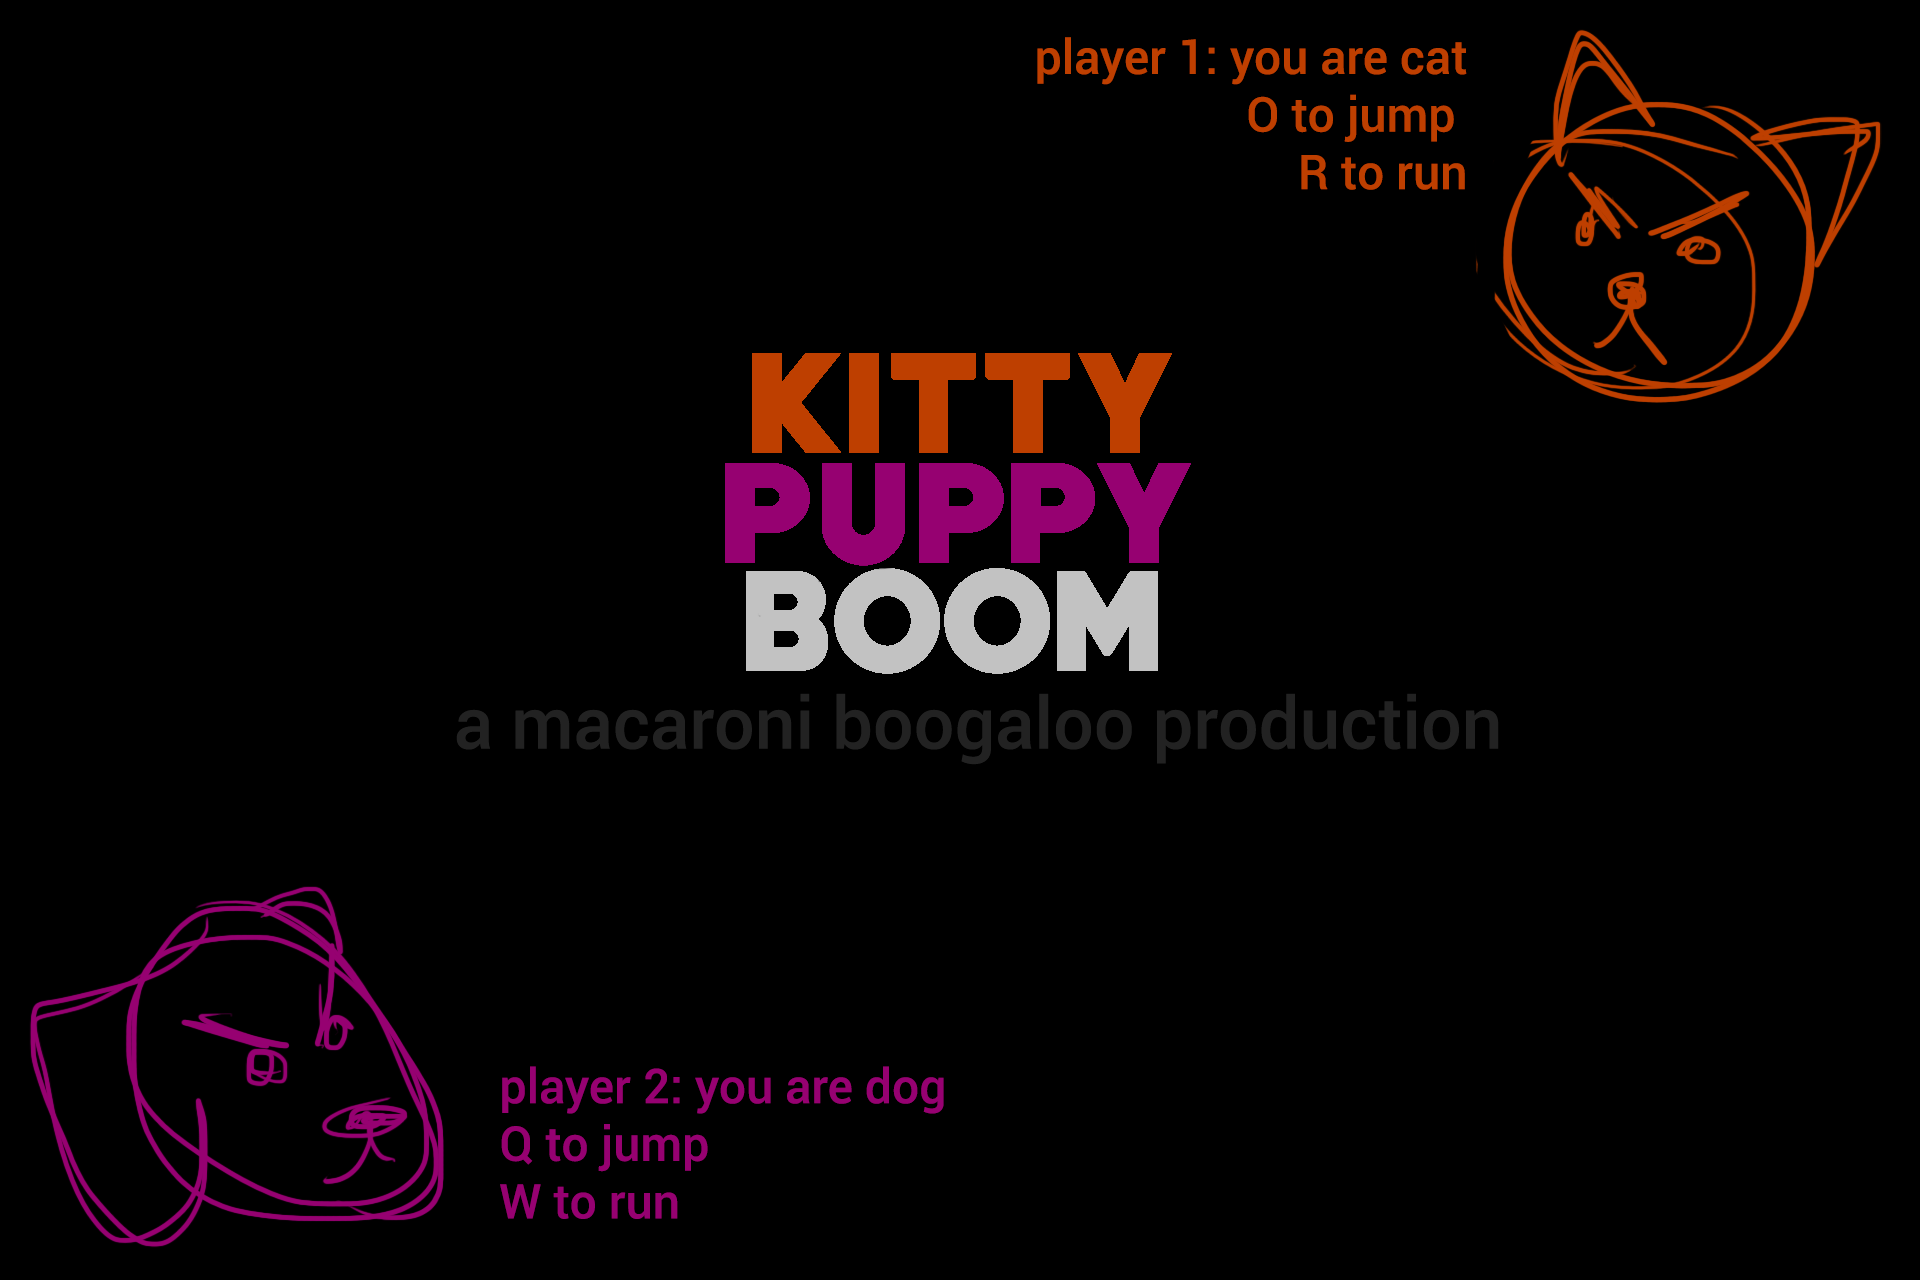 player 1: you are cat
O to jump
R to run
KITTY
PUPPY
BOOM
a macaroni boogaloo production
player 2: you are dog
Q to jump
W to run